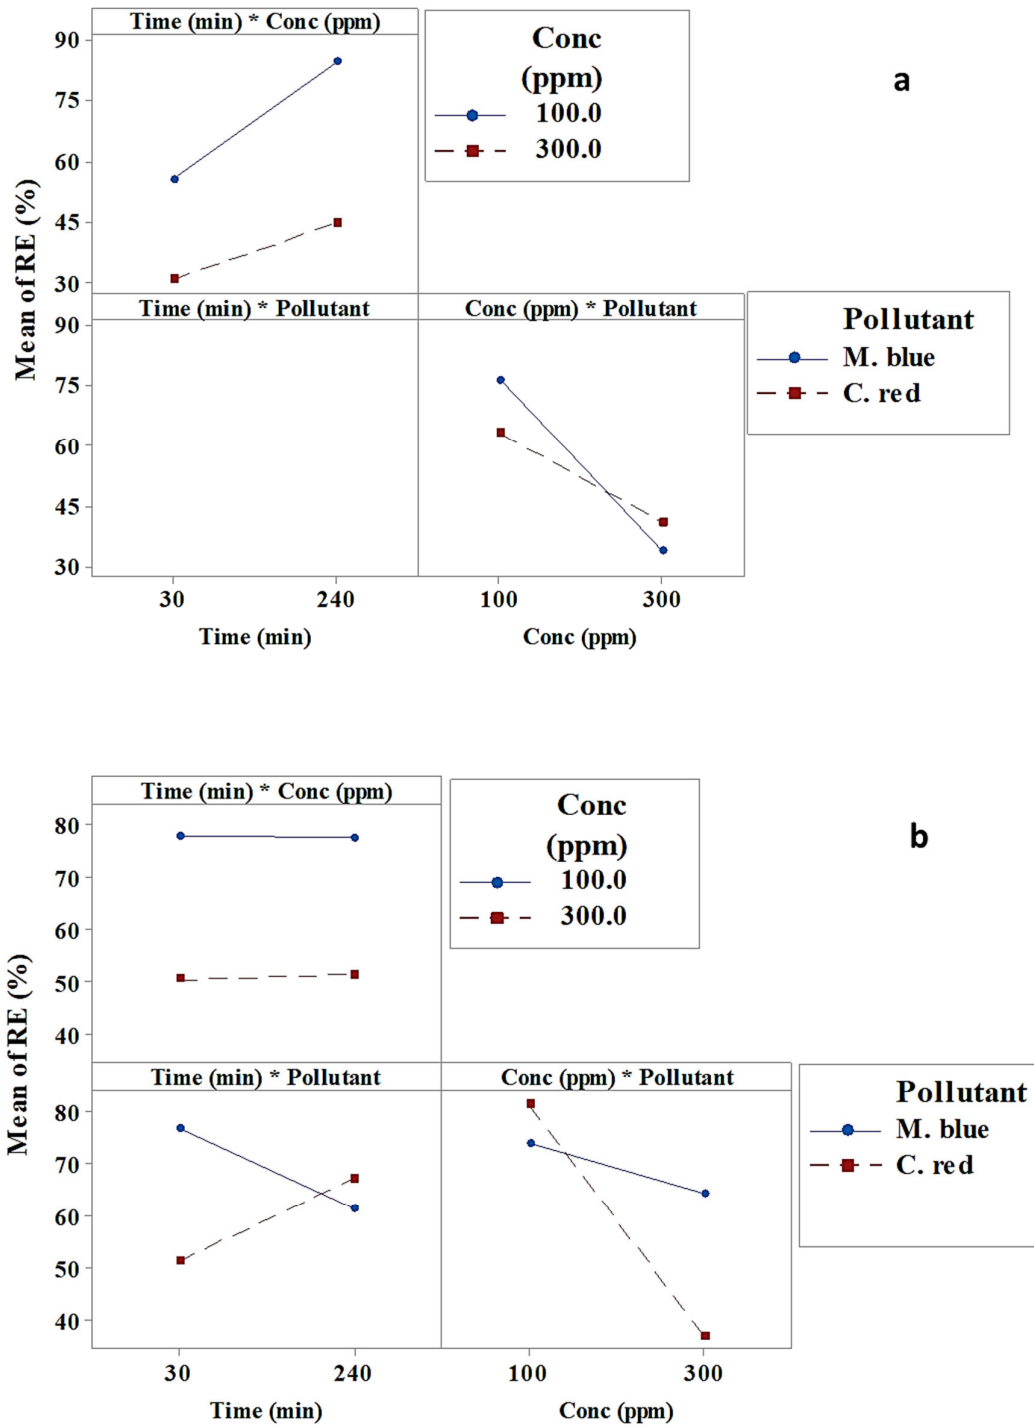 Time (min) * Conc (ppm)
90
75
60
45
30
Conc
(ppm)
100.0
300.0
a
Mean of RE (%)
Time (min) * Pollutant
Conc (ppm) * Pollutant
90
75
60
45
30
Pollutant
M. blue
C. red
30
240
100
300
Time (min)
Conc (ppm)
Time (min) * Conc (ppm)
80
70
60
50
40
Conc
(ppm)
100.0
300.0
b
Mean of RE (%)
Time (min) * Pollutant
Conc (ppm) * Pollutant
80
70
60
50
40
Pollutant
M. blue
C. red
30
240
100
300
Time (min)
Conc (ppm)